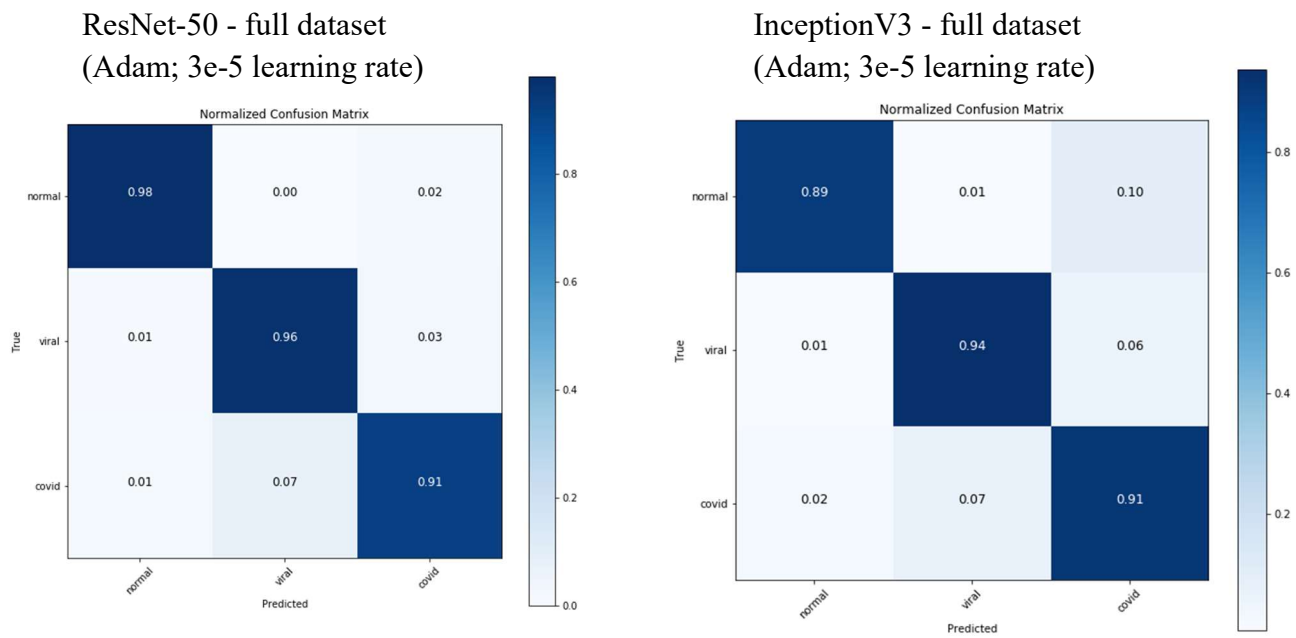 ResNet-50 - full dataset
(Adam; 3e-5 learning rate)
Normalized Confusion Matrix
True
normal
viral
covid
0.98 0.00 0.02
0.01 0.96 0.03
0.01 0.07 0.91
normal viral covid
Predicted
0.8
0.6
0.4
0.2
0.0
InceptionV3 - full dataset
(Adam; 3e-5 learning rate)
Normalized Confusion Matrix
True
normal
viral
covid
0.89 0.01 0.10
0.01 0.94 0.06
0.02 0.07 0.91
normal viral covid
Predicted
0.8
0.6
0.4
0.2